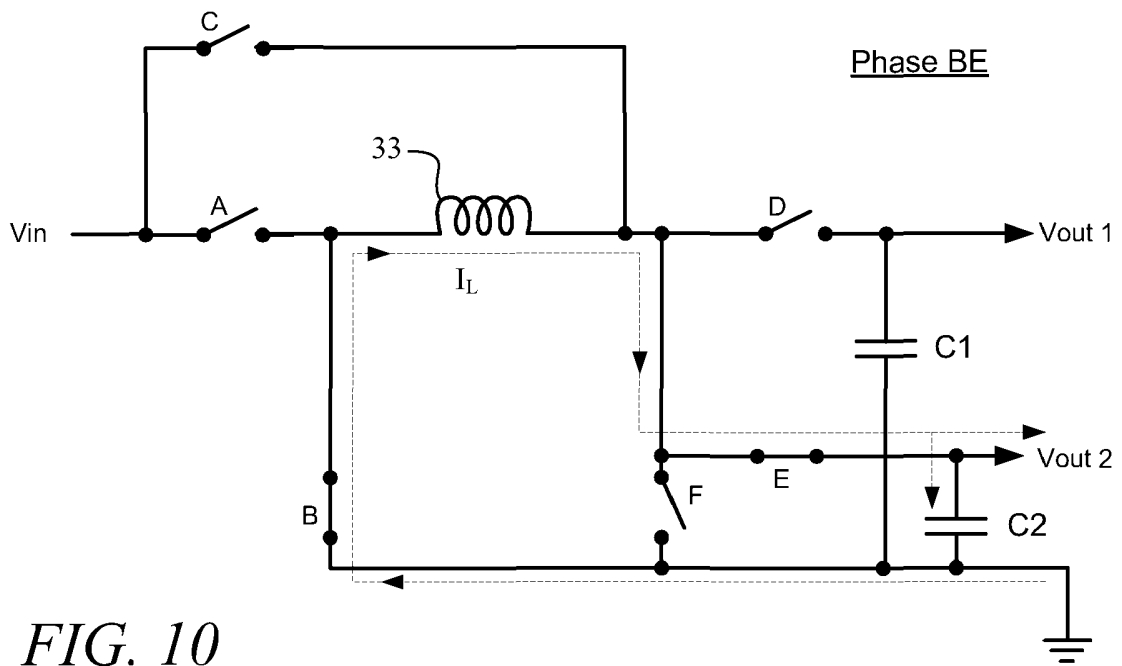 C
Phase BE
33
Vin
A
D
Vout 1
I_L
C1
Vout 2
B
F
E
C2
FIG. 10